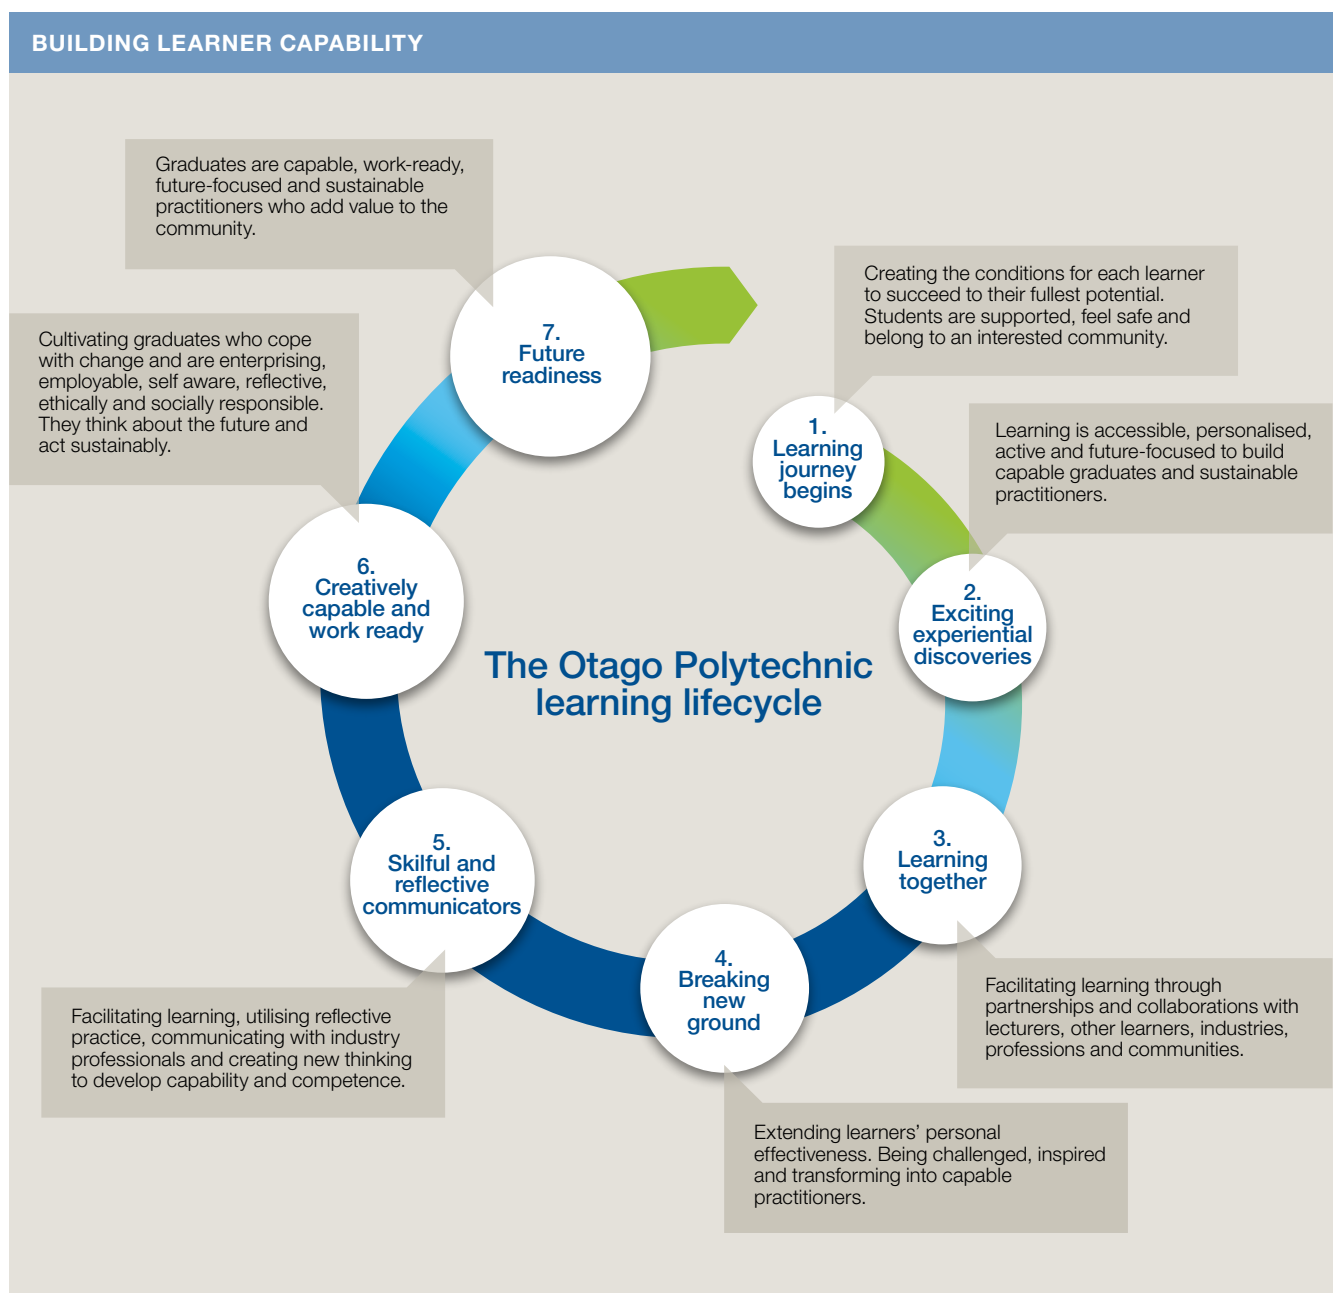 BUILDING LEARNER CAPABILITY
Graduates are capable, work-ready,
future-focused and sustainable
practitioners who add value to the
community.
Creating the conditions for each learner
to succeed to their fullest potential.
Students are supported, feel safe and
belong to an interested community.
Cultivating graduates who cope
with change and are enterprising,
employable, self aware, reflective,
ethically and socially responsible.
They think about the future and
act sustainably.
7.
Future
readiness
1.
Learning
journey
begins
Learning is accessible, personalised,
active and future-focused to build
capable graduates and sustainable
practitioners.
6.
Creatively
capable and
work ready
2.
Exciting
experiential
discoveries
The Otago Polytechnic
learning lifecycle
5.
Skilful and
reflective
communicators
3.
Learning
together
4.
Breaking
new
ground
Facilitating learning, utilising reflective
practice, communicating with industry
professionals and creating new thinking
to develop capability and competence.
Facilitating learning through
partnerships and collaborations with
lecturers, other learners, industries,
professions and communities.
Extending learners’ personal
effectiveness. Being challenged, inspired
and transforming into capable
practitioners.